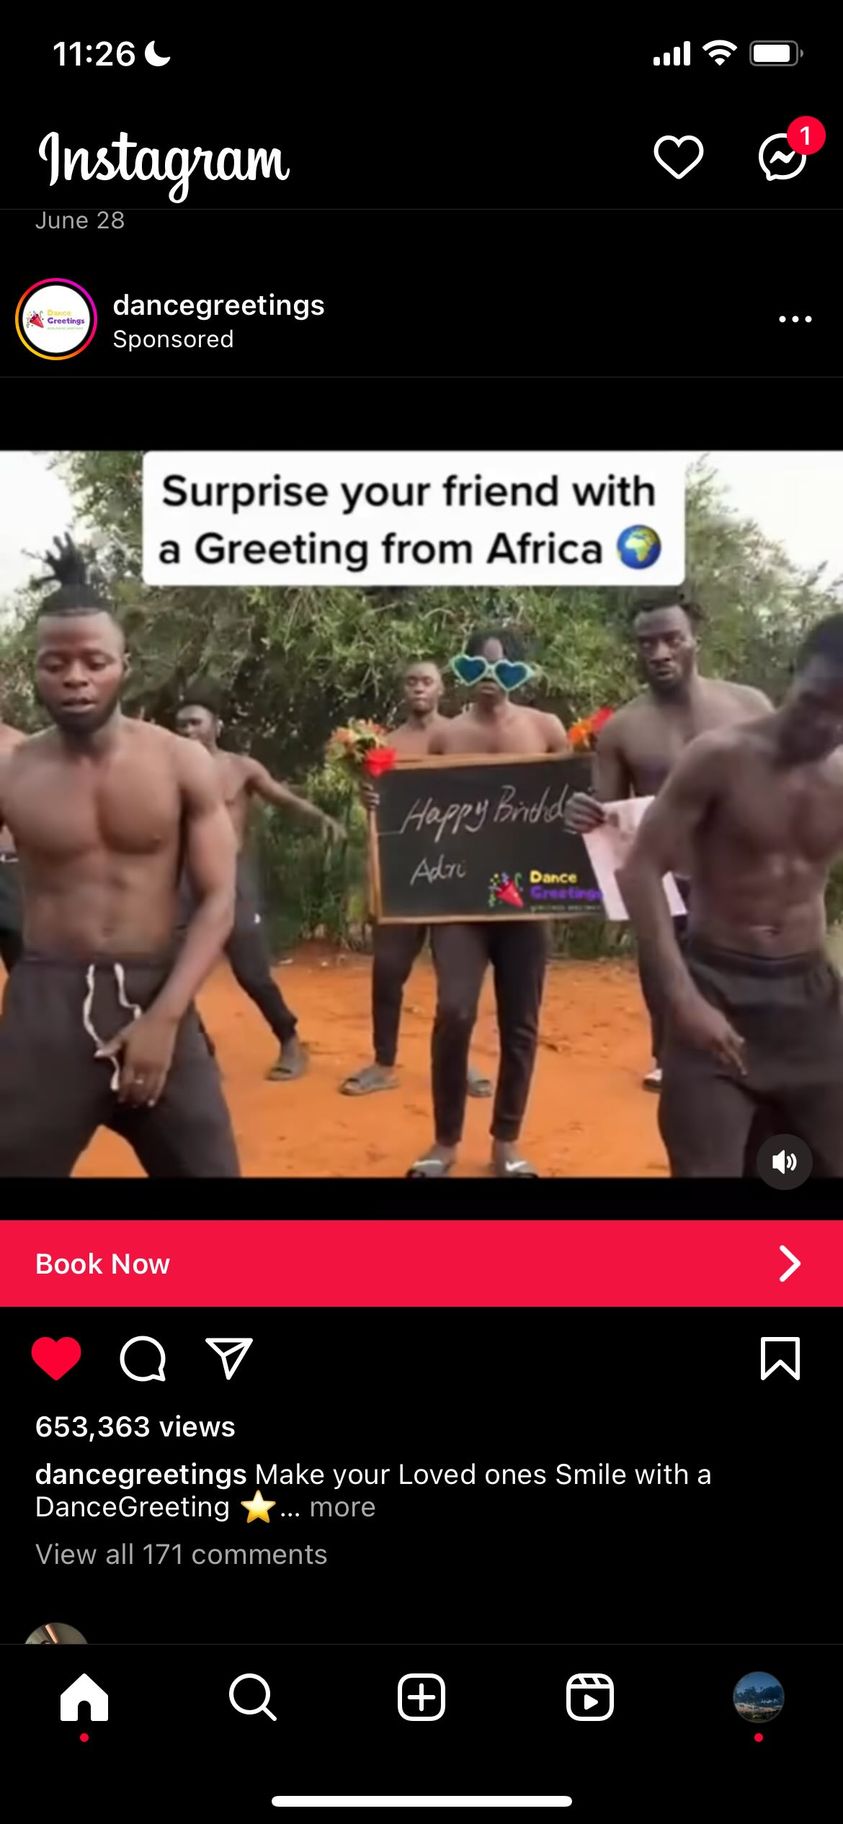 11:26
Instagram
1
June 28
dancegreetings
Sponsored
Dance
Greetings
Surprise your friend with
a Greeting from Africa 🌍
Happy Birthd
Adri
Dance
Greetings
Book Now
653,363 views
dancegreetings Make your Loved ones Smile with a
DanceGreeting ⭐... more
View all 171 comments